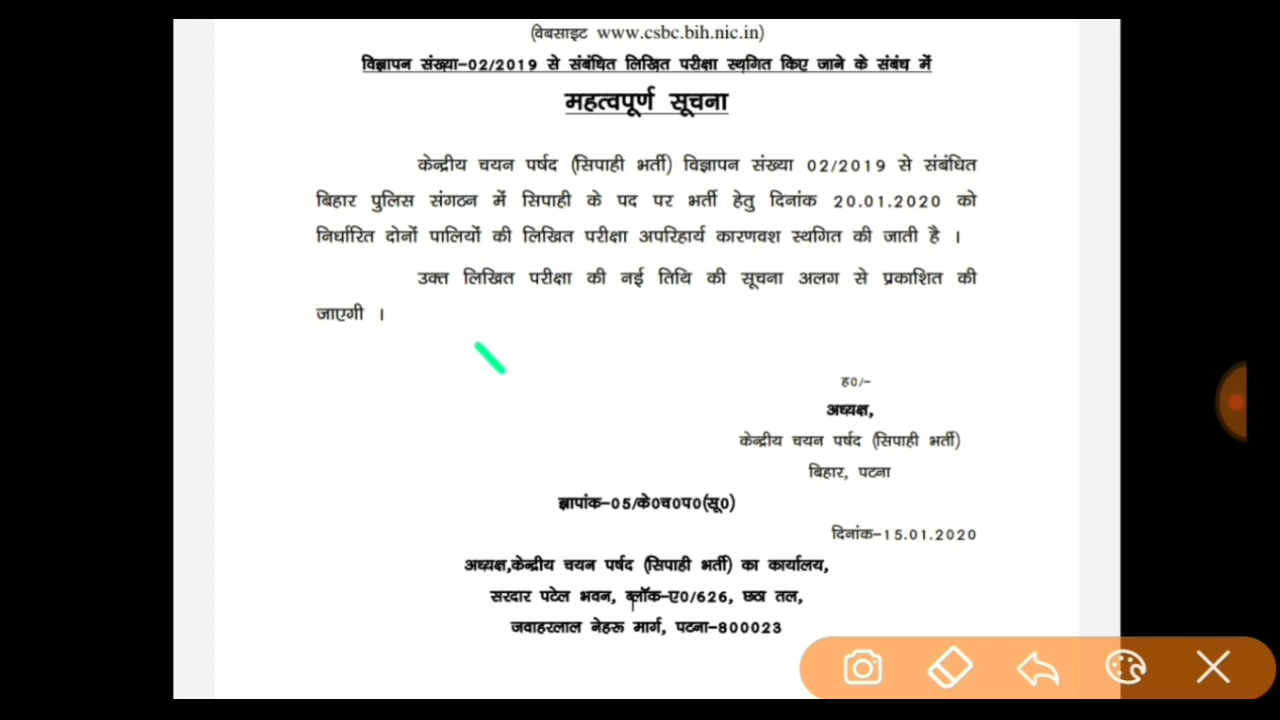 (वेबसाइट www.csbc.bih.nic.in)
विज्ञापन संख्या-02/2019 से संबंधित लिखित परीक्षा स्थगित किए जाने के संबंध में
महत्वपूर्ण सूचना
केन्द्रीय चयन पर्षद (सिपाही भर्ती) विज्ञापन संख्या 02/2019 से संबंधित
बिहार पुलिस संगठन में सिपाही के पद पर भर्ती हेतु दिनांक 20.01.2020 को
निर्धारित दोनों पालियों की लिखित परीक्षा अपरिहार्य कारणवश स्थगित की जाती है ।
उक्त लिखित परीक्षा की नई तिथि की सूचना अलग से प्रकाशित की
जाएगी ।
ह0/-
अध्यक्ष,
केन्द्रीय चयन पर्षद (सिपाही भर्ती)
बिहार, पटना
ज्ञापांक-05/के0च0प0(सू0)
दिनांक-15.01.2020
अध्यक्ष,केन्द्रीय चयन पर्षद (सिपाही भर्ती) का कार्यालय,
सरदार पटेल भवन, ब्लॉक-ए0/626, छठा तल,
जवाहरलाल नेहरू मार्ग, पटना-800023